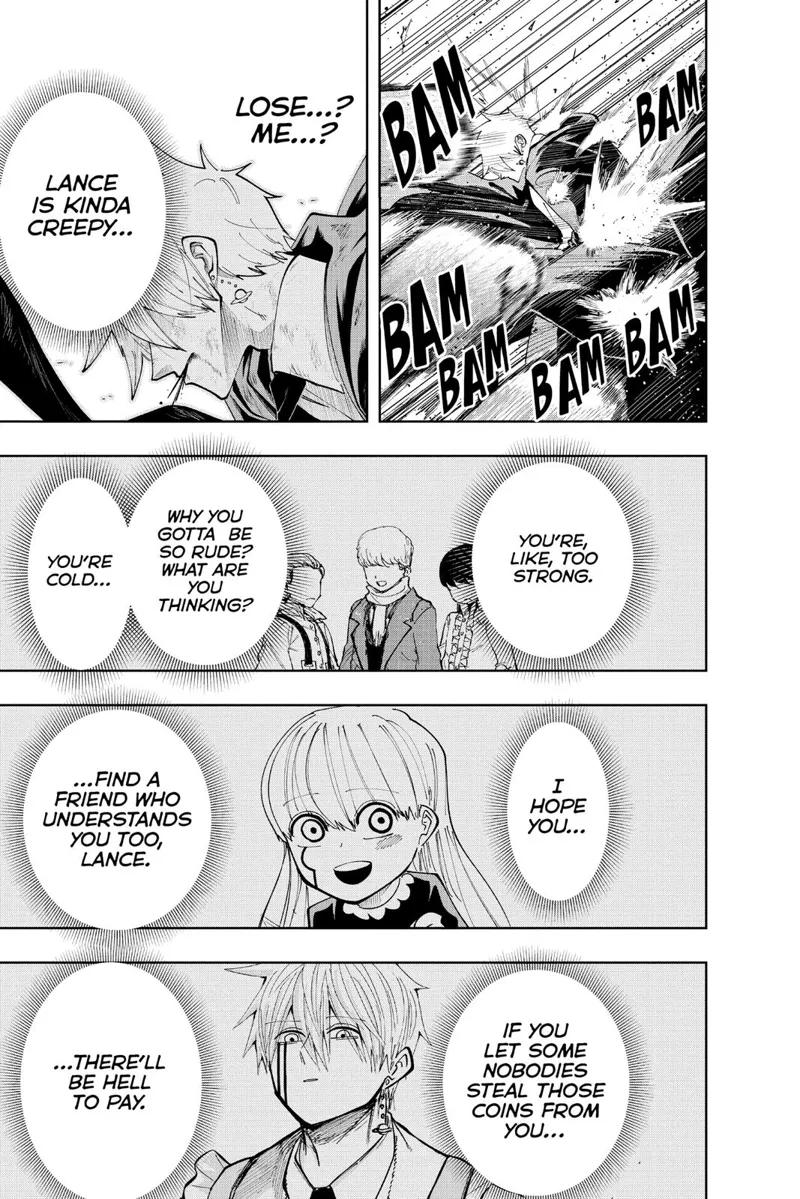 BAM
BAM
BAM
BAM
BAM
BAM
LOSE...?
ME...?
LANCE
IS KINDA
CREEPY...
YOU'RE,
LIKE, TOO
STRONG.
WHY YOU
GOTTA BE
SO RUDE?
WHAT ARE
YOU
THINKING?
YOU'RE
COLD...
I
HOPE
YOU...
...FIND A
FRIEND WHO
UNDERSTANDS
YOU TOO,
LANCE.
IF YOU
LET SOME
NOBODIES
STEAL THOSE
COINS FROM
YOU...
...THERE'LL
BE HELL
TO PAY.